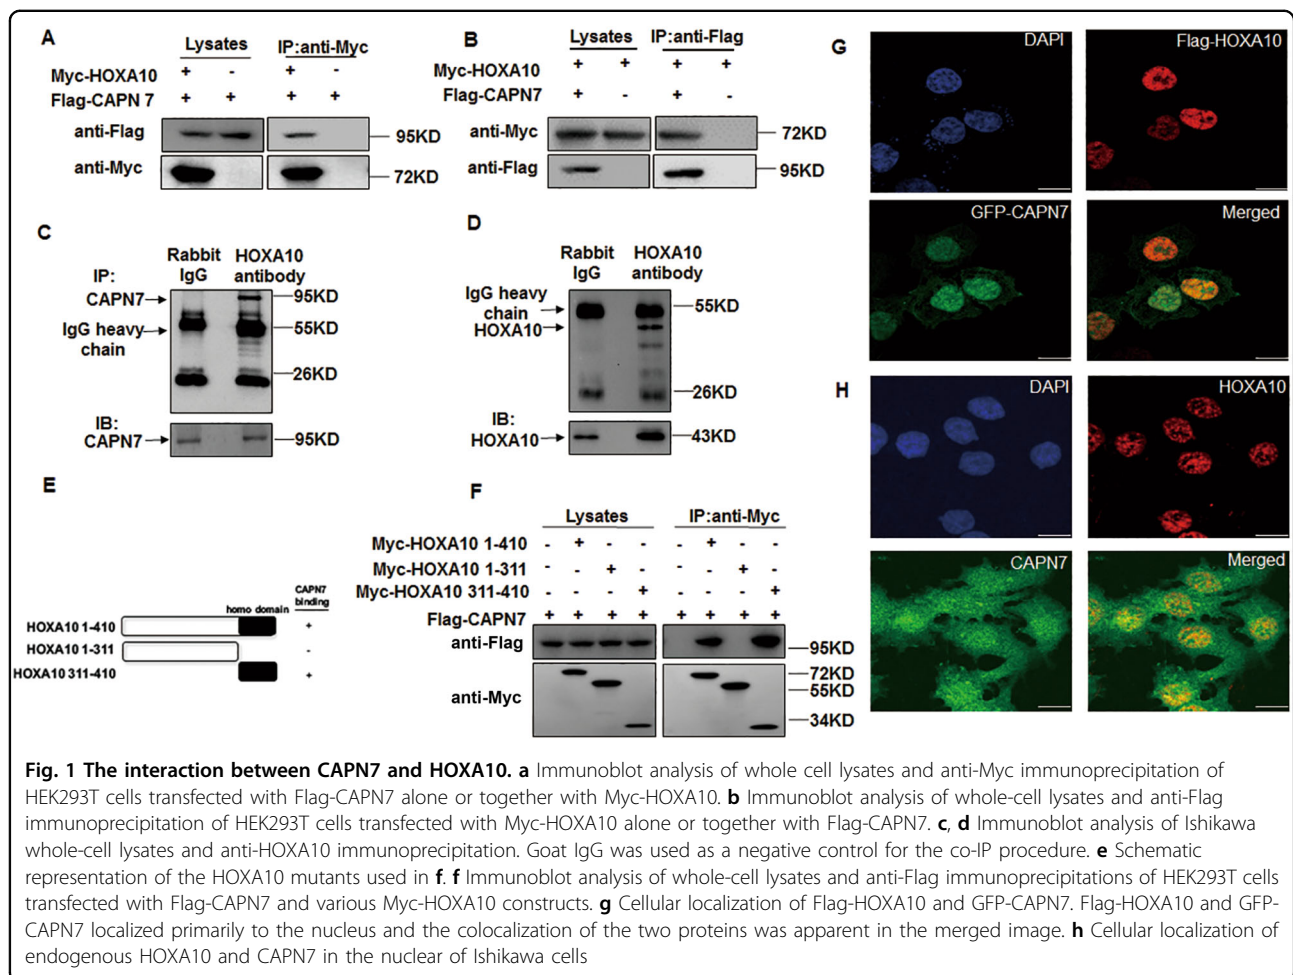 A
Lysates IP:anti-Myc
Myc-HOXA10 + - + -
Flag-CAPN 7 + + + +
anti-Flag 95KD
anti-Myc 72KD
B
Lysates IP:anti-Flag
Myc-HOXA10 + + + +
Flag-CAPN7 + - + -
anti-Myc 72KD
anti-Flag 95KD
C
Rabbit IgG HOXA10 antibody
IP:
CAPN7 95KD
IgG heavy chain 55KD
26KD
IB:
CAPN7 95KD
D
Rabbit IgG HOXA10 antibody
IgG heavy chain 55KD
HOXA10
26KD
IB:
HOXA10 43KD
E
homo domain CAPN7 binding
HOXA10 1-410 +
HOXA10 1-311 -
HOXA10 311-410 +
F
Lysates IP:anti-Myc
Myc-HOXA10 1-410 - + - - - + - -
Myc-HOXA10 1-311 - - + - - - + -
Myc-HOXA10 311-410 - - - + - - - +
Flag-CAPN7 + + + + + + + +
anti-Flag 95KD
anti-Myc 72KD
55KD
34KD
G
DAPI Flag-HOXA10
GFP-CAPN7 Merged
H
DAPI HOXA10
CAPN7 Merged
Fig. 1 The interaction between CAPN7 and HOXA10. a Immunoblot analysis of whole cell lysates and anti-Myc immunoprecipitation of
HEK293T cells transfected with Flag-CAPN7 alone or together with Myc-HOXA10. b Immunoblot analysis of whole-cell lysates and anti-Flag
immunoprecipitation of HEK293T cells transfected with Myc-HOXA10 alone or together with Flag-CAPN7. c, d Immunoblot analysis of Ishikawa
whole-cell lysates and anti-HOXA10 immunoprecipitation. Goat IgG was used as a negative control for the co-IP procedure. e Schematic
representation of the HOXA10 mutants used in f. f Immunoblot analysis of whole-cell lysates and anti-Flag immunoprecipitations of HEK293T cells
transfected with Flag-CAPN7 and various Myc-HOXA10 constructs. g Cellular localization of Flag-HOXA10 and GFP-CAPN7. Flag-HOXA10 and GFP-
CAPN7 localized primarily to the nucleus and the colocalization of the two proteins was apparent in the merged image. h Cellular localization of
endogenous HOXA10 and CAPN7 in the nuclear of Ishikawa cells